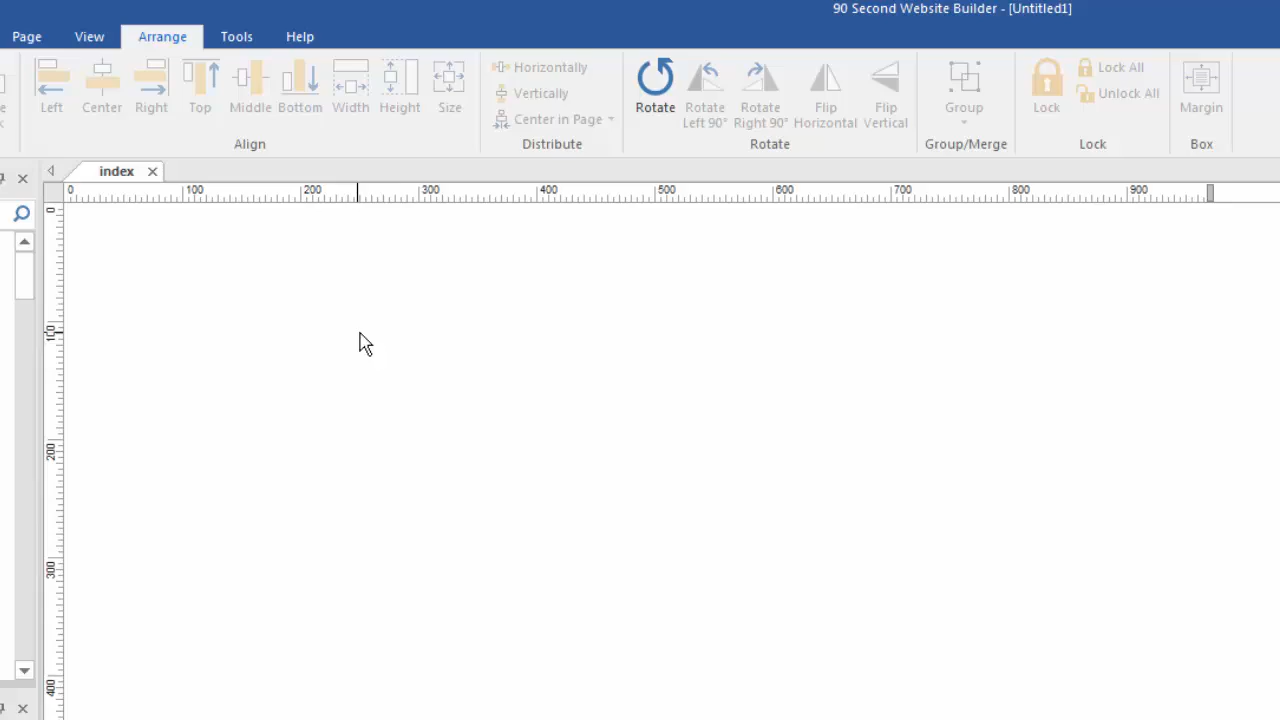 90 Second Website Builder - [Untitled1]
Page View Arrange Tools Help
Left Center Right Top Middle Bottom Width Height Size
Align
Horizontally
Vertically
Center in Page
Distribute
Rotate Rotate Left 90° Rotate Right 90° Flip Horizontal Flip Vertical
Rotate
Group
Group/Merge
Lock Lock All
Unlock All
Lock
Margin
Box
index
0 100 200 300 400 500 600 700 800 900
0
100
200
300
400